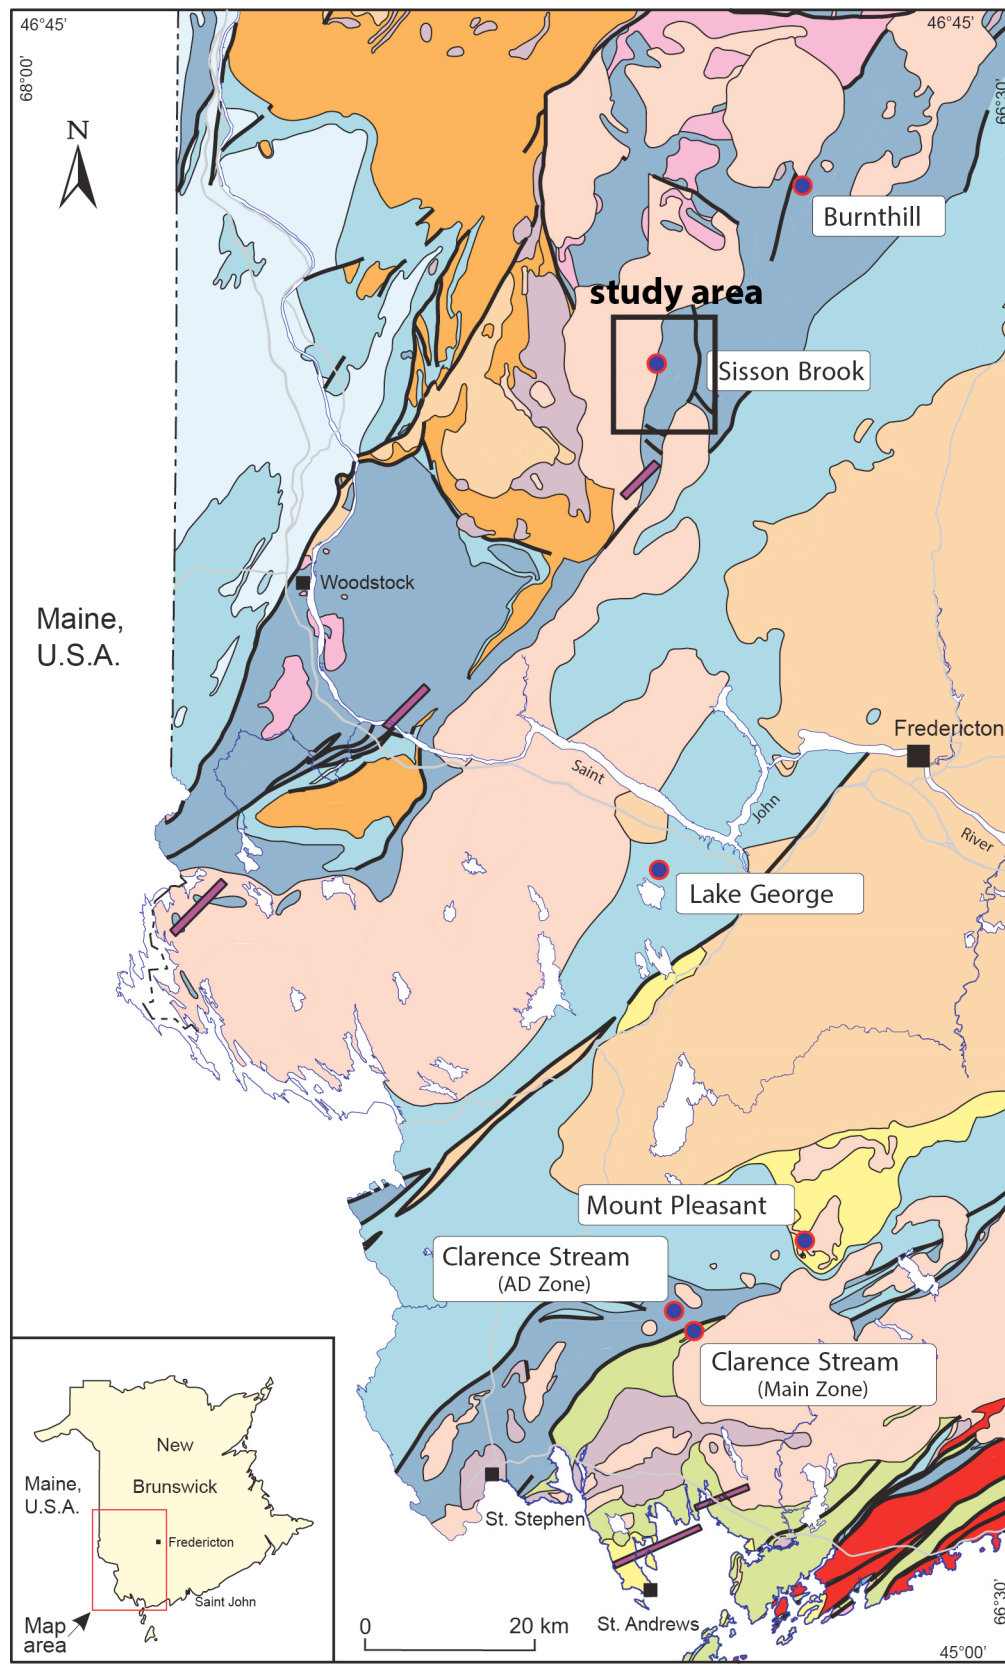 46°45'
46°45'
68°00'
66°30'
N
Burnthill
study area
Sisson Brook
Woodstock
Maine,
U.S.A.
Fredericton
Saint
John
River
Lake George
Mount Pleasant
Clarence Stream
(AD Zone)
Clarence Stream
(Main Zone)
New
Brunswick
Maine,
U.S.A.
Fredericton
Saint John
Map
area
St. Stephen
St. Andrews
0
20 km
66°30'
45°00'